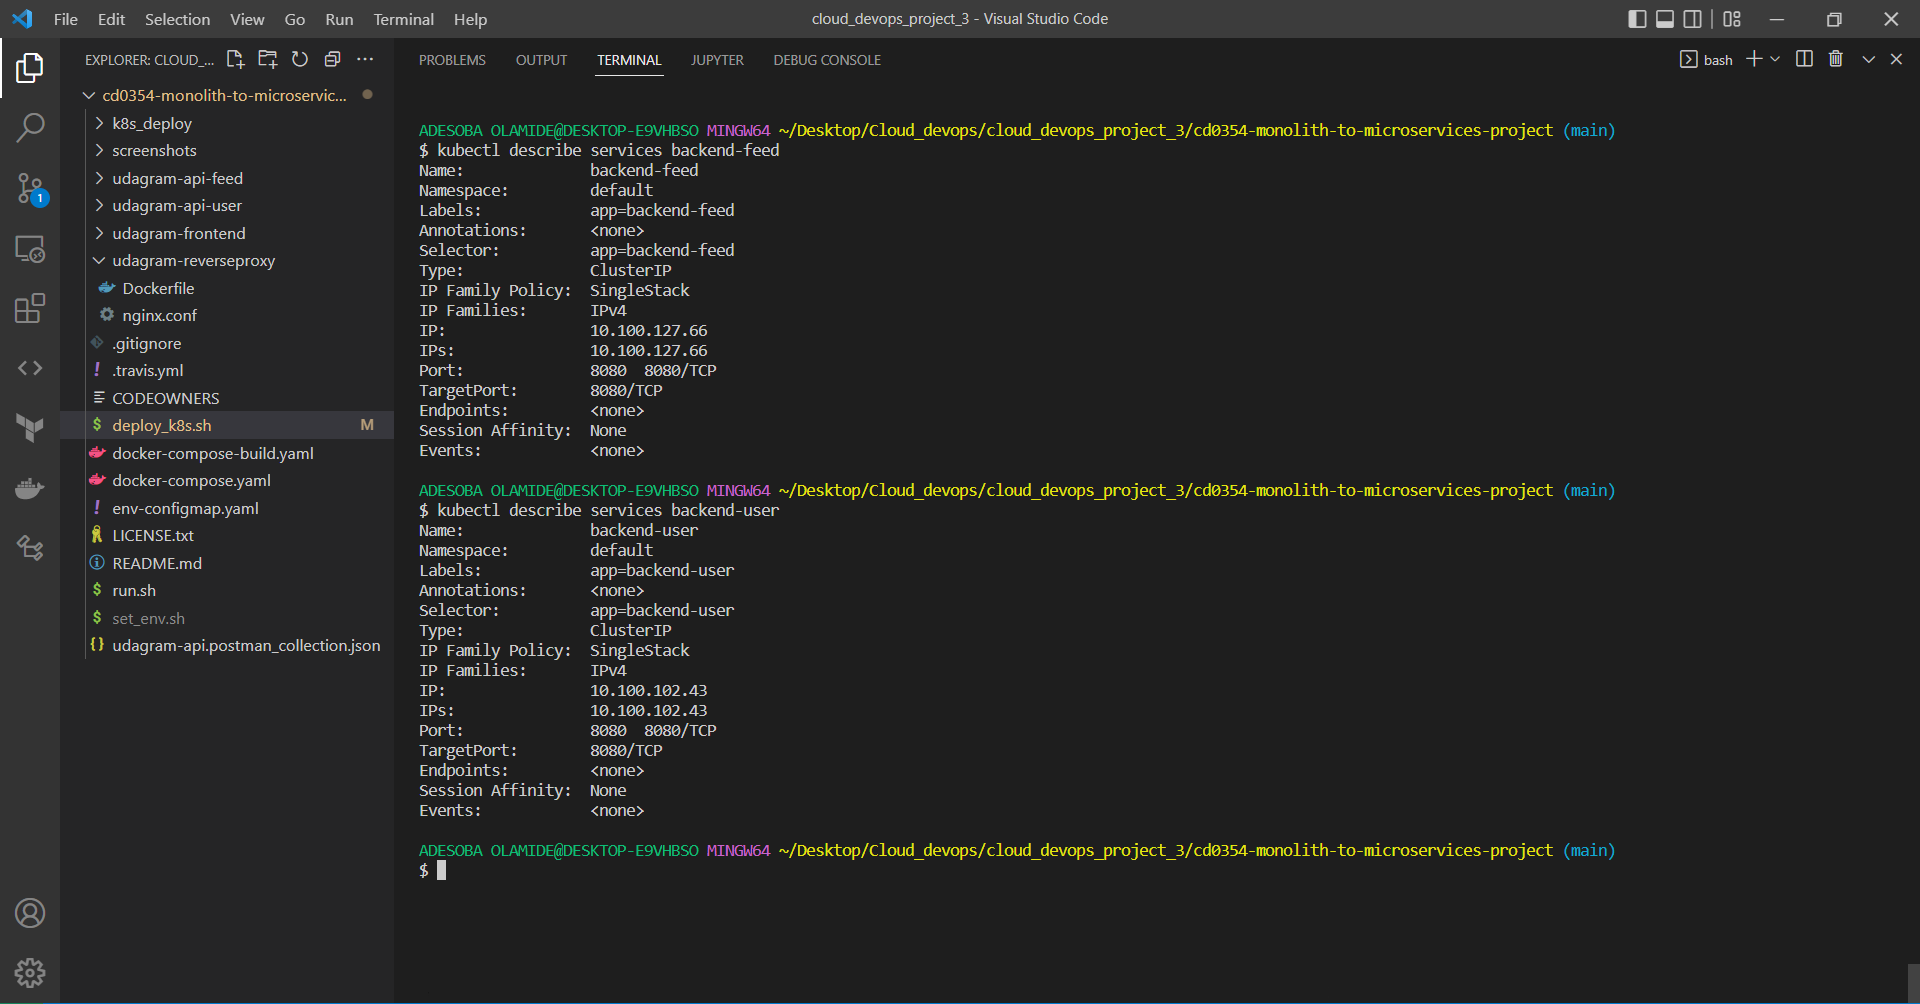 File Edit Selection View Go Run Terminal Help
cloud_devops_project_3 - Visual Studio Code
EXPLORER: CLOUD_...
cd0354-monolith-to-microservic...
k8s_deploy
screenshots
udagram-api-feed
1
udagram-api-user
udagram-frontend
udagram-reverseproxy
Dockerfile
nginx.conf
.gitignore
! .travis.yml
CODEOWNERS
$ deploy_k8s.sh M
docker-compose-build.yaml
docker-compose.yaml
! env-configmap.yaml
LICENSE.txt
README.md
$ run.sh
$ set_env.sh
{} udagram-api.postman_collection.json
PROBLEMS OUTPUT TERMINAL JUPYTER DEBUG CONSOLE
bash
ADESOBA OLAMIDE@DESKTOP-E9VHBSO MINGW64 ~/Desktop/Cloud_devops/cloud_devops_project_3/cd0354-monolith-to-microservices-project (main)
$ kubectl describe services backend-feed
Name: backend-feed
Namespace: default
Labels: app=backend-feed
Annotations: <none>
Selector: app=backend-feed
Type: ClusterIP
IP Family Policy: SingleStack
IP Families: IPv4
IP: 10.100.127.66
IPs: 10.100.127.66
Port: 8080 8080/TCP
TargetPort: 8080/TCP
Endpoints: <none>
Session Affinity: None
Events: <none>
ADESOBA OLAMIDE@DESKTOP-E9VHBSO MINGW64 ~/Desktop/Cloud_devops/cloud_devops_project_3/cd0354-monolith-to-microservices-project (main)
$ kubectl describe services backend-user
Name: backend-user
Namespace: default
Labels: app=backend-user
Annotations: <none>
Selector: app=backend-user
Type: ClusterIP
IP Family Policy: SingleStack
IP Families: IPv4
IP: 10.100.102.43
IPs: 10.100.102.43
Port: 8080 8080/TCP
TargetPort: 8080/TCP
Endpoints: <none>
Session Affinity: None
Events: <none>
ADESOBA OLAMIDE@DESKTOP-E9VHBSO MINGW64 ~/Desktop/Cloud_devops/cloud_devops_project_3/cd0354-monolith-to-microservices-project (main)
$